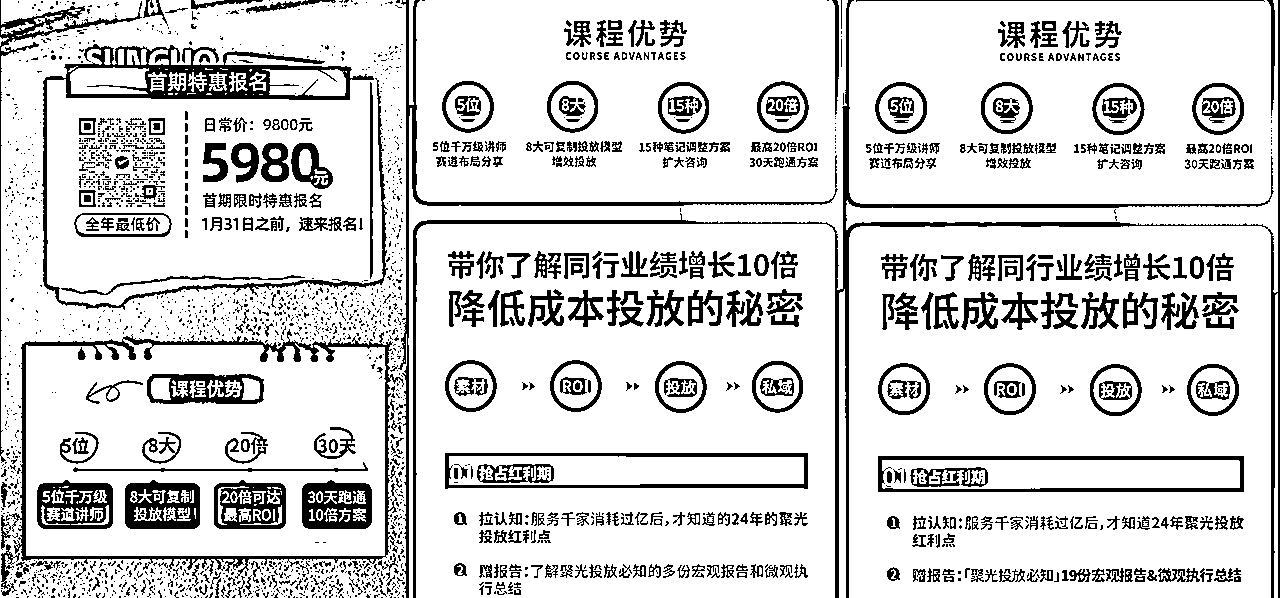 SUNGUO
首期特惠报名
日常价：9800元
5980元
首期限时特惠报名
1月31日之前，速来报名!
全年最低价
课程优势
5位
8大
20倍
30天
5位千万级
赛道讲师
8大可复制
投放模型!
20倍可达
最高ROI
30天跑通
10倍方案
课程优势
COURSE ADVANTAGES
5位
8大
15种
20倍
5位千万级讲师
赛道布局分享
8大可复制投放模型
增效投放
15种笔记调整方案
扩大咨询
最高20倍ROI
30天跑通方案
带你了解同行业绩增长10倍
降低成本投放的秘密
素材
ROI
投放
私域
01 抢占红利期
1 拉认知：服务千家消耗过亿后，才知道的24年的聚光
投放红利点
2 赠报告：了解聚光投放必知的多份宏观报告和微观执
行总结
课程优势
COURSE ADVANTAGES
5位
8大
15种
20倍
5位千万级讲师
赛道布局分享
8大可复制投放模型
增效投放
15种笔记调整方案
扩大咨询
最高20倍ROI
30天跑通方案
带你了解同行业绩增长10倍
降低成本投放的秘密
素材
ROI
投放
私域
01 抢占红利期
1 拉认知：服务千家消耗过亿后，才知道24年聚光投放
红利点
2 赠报告：「聚光投放必知」19份宏观报告&微观执行总结